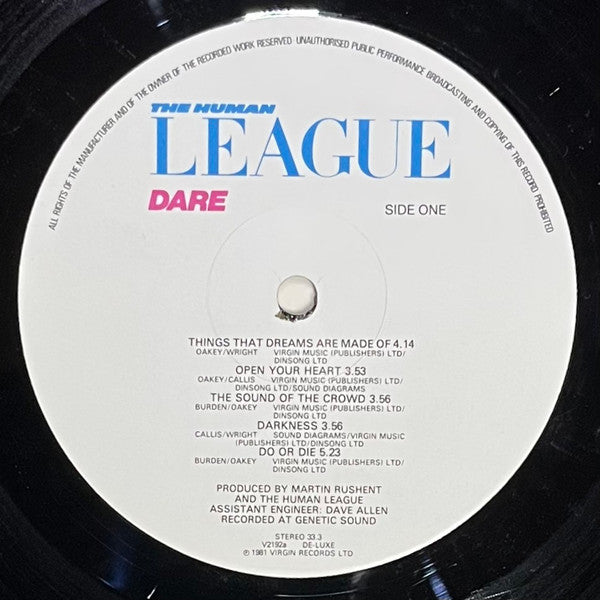 ALL RIGHTS OF THE MANUFACTURER AND OF THE OWNER OF THE RECORDED WORK RESERVED UNAUTHORISED PUBLIC PERFORMANCE BROADCASTING AND COPYING OF THIS RECORD PROHIBITED
THE HUMAN
LEAGUE
DARE
SIDE ONE
THINGS THAT DREAMS ARE MADE OF 4.14
OAKEY/WRIGHT VIRGIN MUSIC (PUBLISHERS) LTD/
DINSONG LTD
OPEN YOUR HEART 3.53
OAKEY/CALLIS VIRGIN MUSIC (PUBLISHERS) LTD/
DINSONG LTD/SOUND DIAGRAMS
THE SOUND OF THE CROWD 3.56
BURDEN/OAKEY VIRGIN MUSIC (PUBLISHERS) LTD/
DINSONG LTD
DARKNESS 3.56
CALLIS/WRIGHT SOUND DIAGRAMS/VIRGIN MUSIC
(PUBLISHERS) LTD/DINSONG LTD
DO OR DIE 5.23
BURDEN/OAKEY VIRGIN MUSIC (PUBLISHERS) LTD/
DINSONG LTD
PRODUCED BY MARTIN RUSHENT
AND THE HUMAN LEAGUE
ASSISTANT ENGINEER: DAVE ALLEN
RECORDED AT GENETIC SOUND
STEREO 33.3
V2192a DE-LUXE
℗ 1981 VIRGIN RECORDS LTD